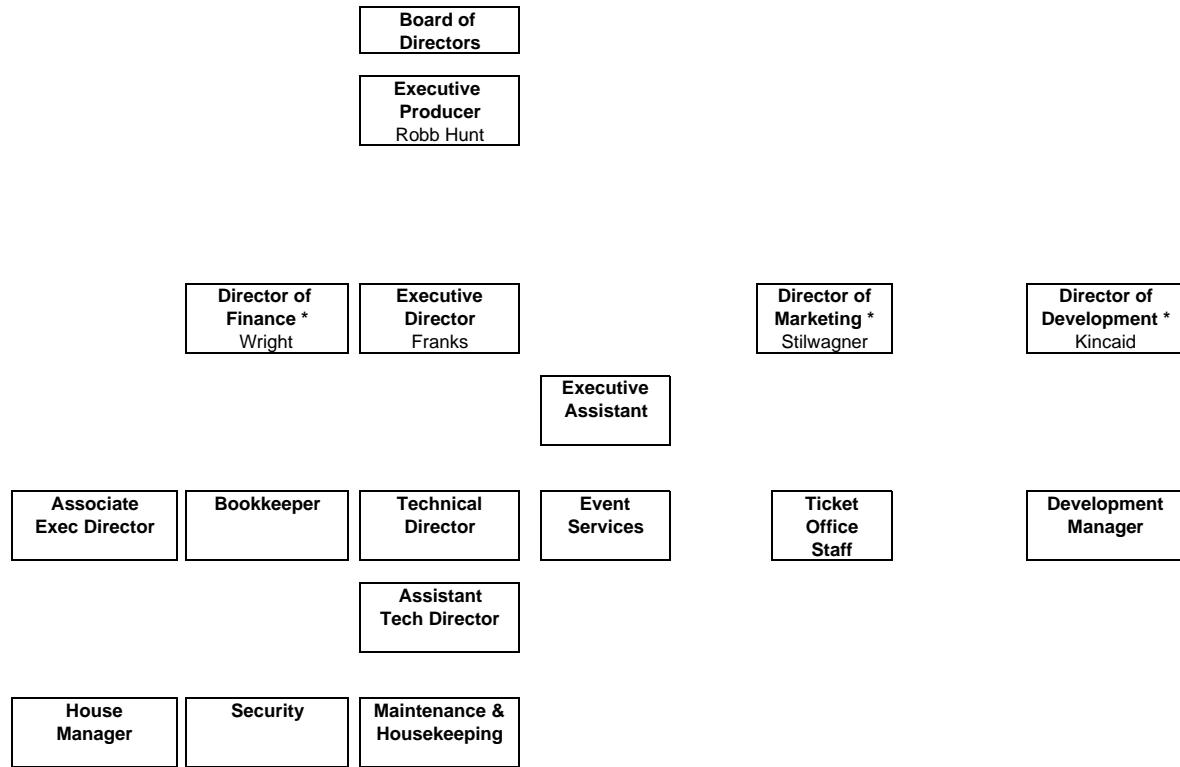 Board of
Directors
Executive
Producer
Robb Hunt
Director of
Finance *
Wright
Executive
Director
Franks
Director of
Marketing *
Stilwagner
Director of
Development *
Kincaid
Executive
Assistant
Associate
Exec Director
Bookkeeper
Technical
Director
Event
Services
Ticket
Office
Staff
Development
Manager
Assistant
Tech Director
House
Manager
Security
Maintenance &
Housekeeping